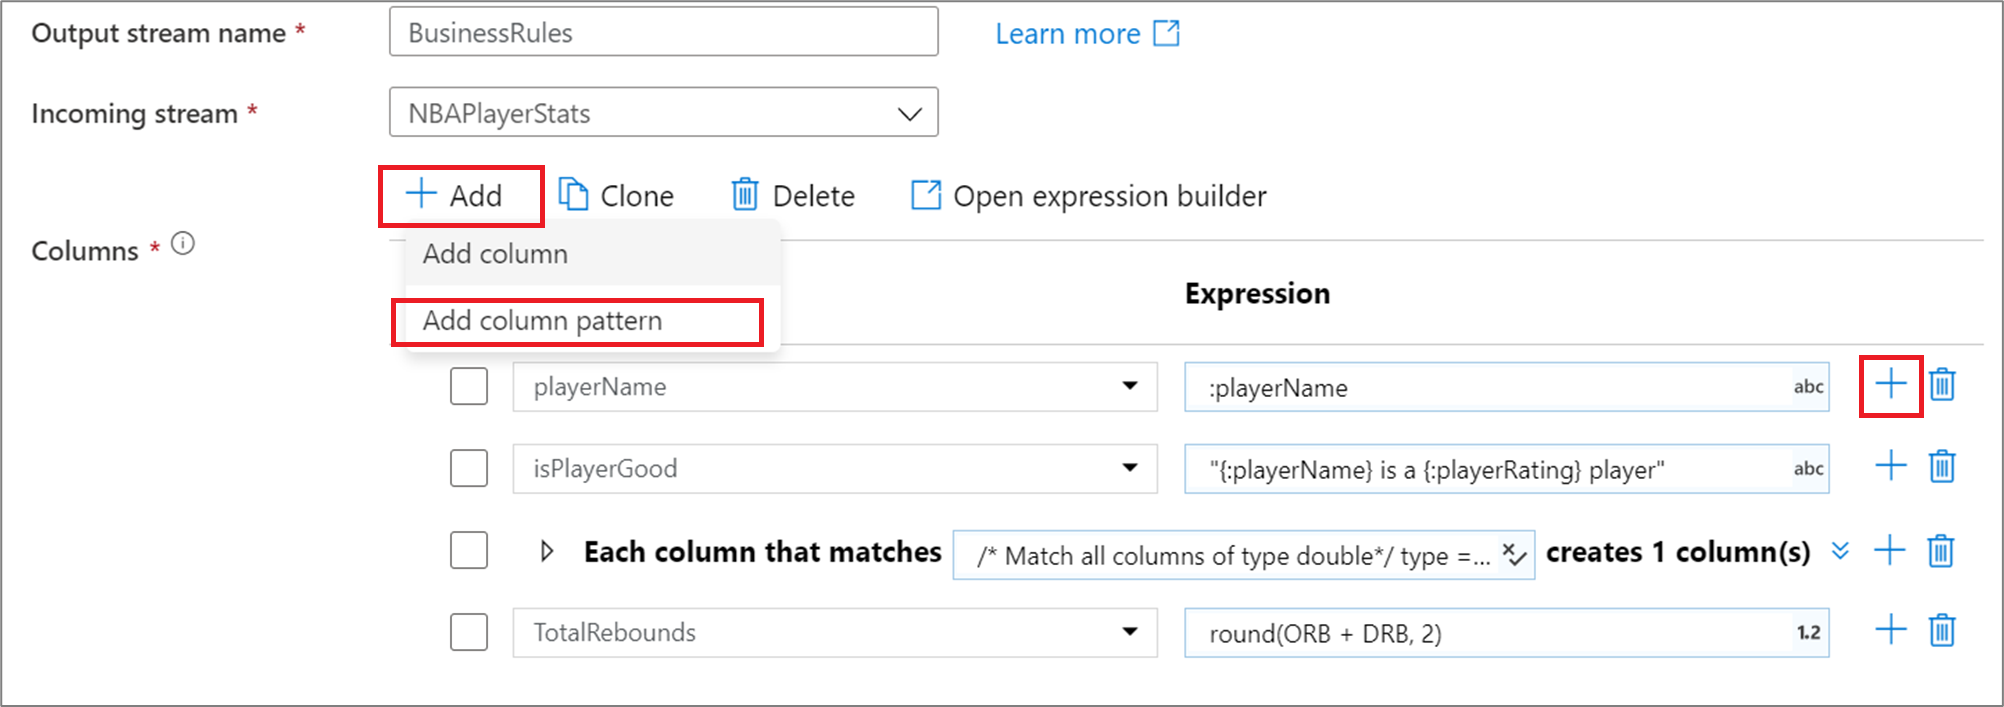 Output stream name *
BusinessRules
Learn more
Incoming stream *
NBAPlayerStats
Add
Clone
Delete
Open expression builder
Columns *
Add column
Add column pattern
Expression
playerName
:playerName
abc
isPlayerGood
"{:playerName} is a {:playerRating} player"
abc
Each column that matches
/* Match all columns of type double*/ type =...
creates 1 column(s)
TotalRebounds
round(ORB + DRB, 2)
1.2